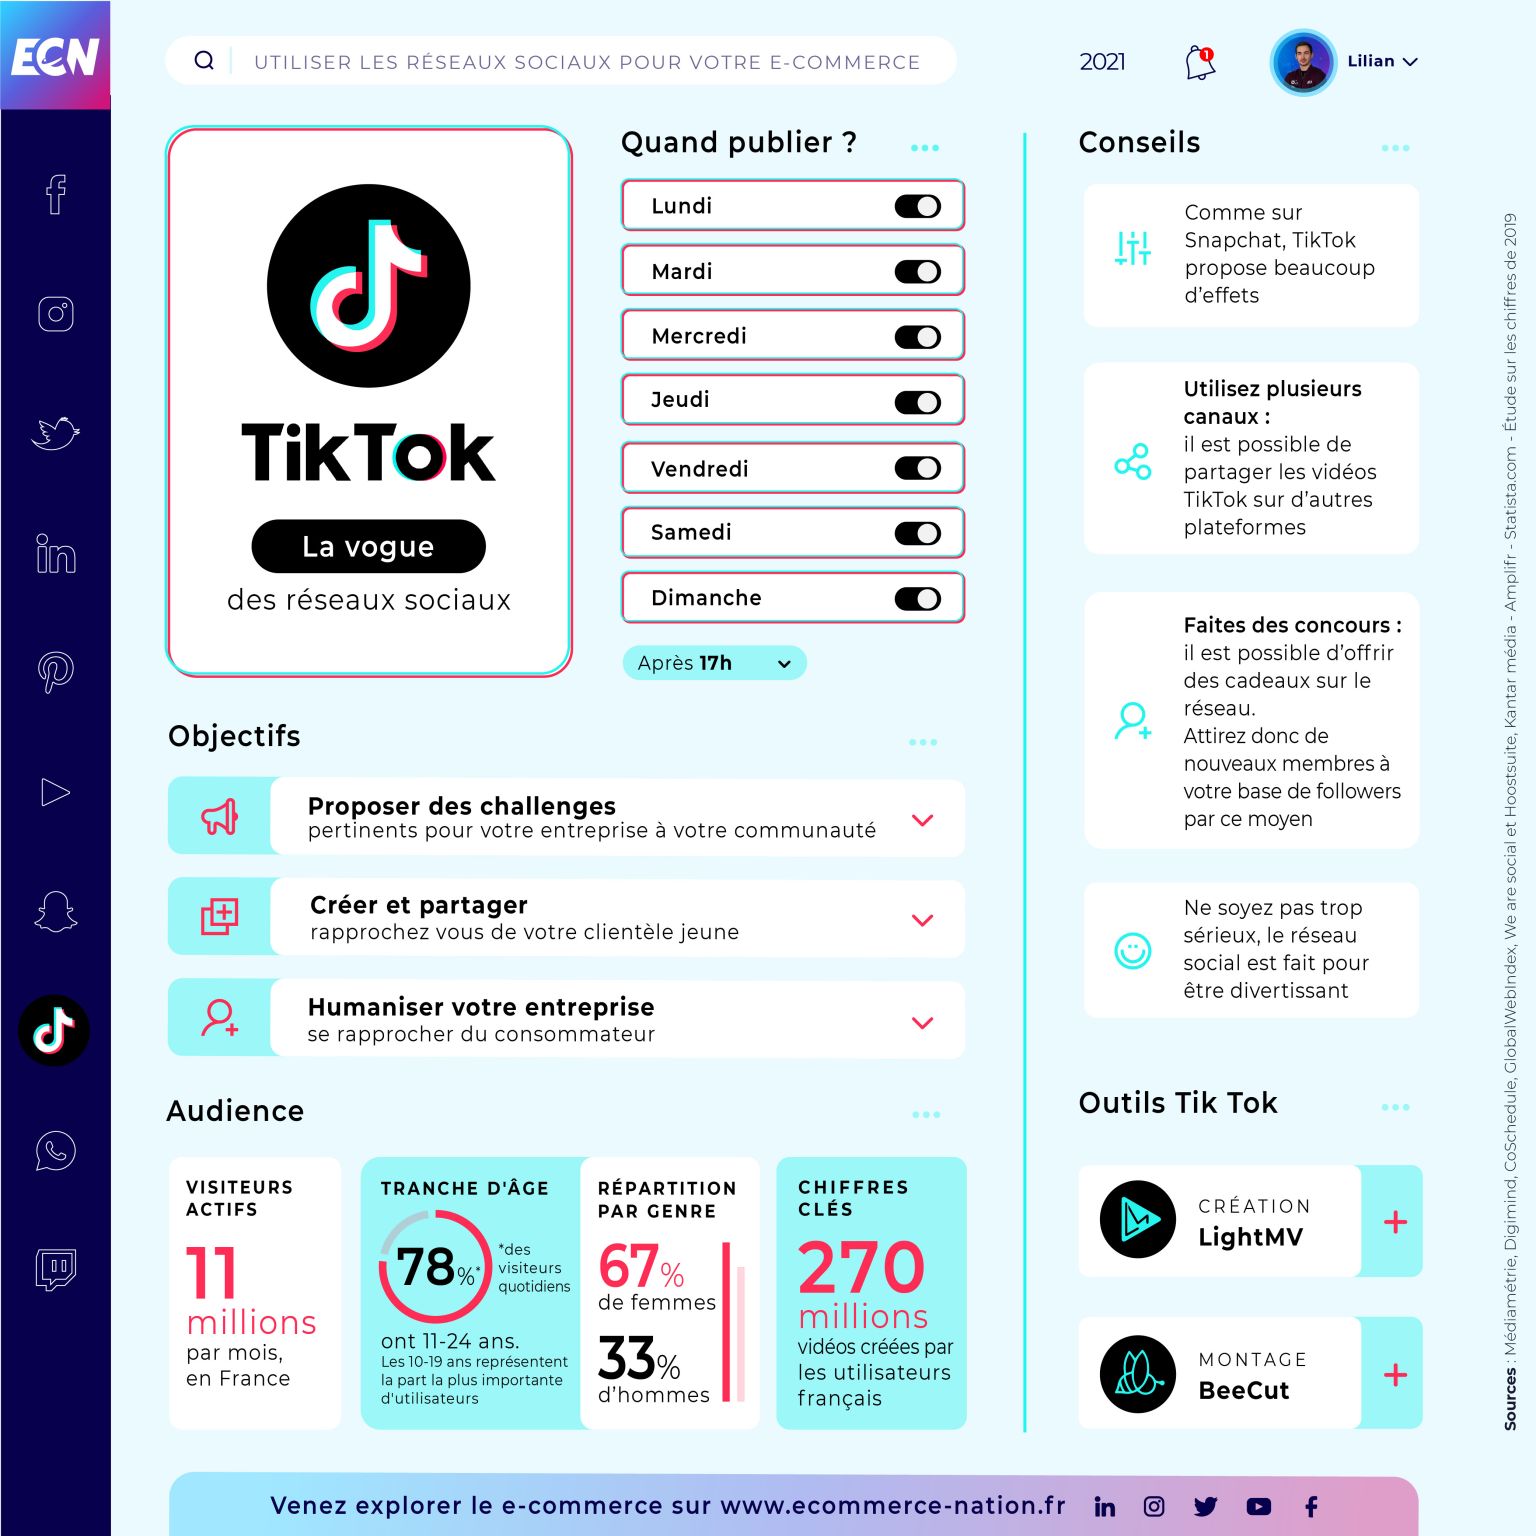 ECN
UTILISER LES RÉSEAUX SOCIAUX POUR VOTRE E-COMMERCE
2021
1
Lilian
TikTok
La vogue
des réseaux sociaux
Quand publier ?
Lundi
Mardi
Mercredi
Jeudi
Vendredi
Samedi
Dimanche
Après 17h
Objectifs
Proposer des challenges
pertinents pour votre entreprise à votre communauté
Créer et partager
rapprochez vous de votre clientèle jeune
Humaniser votre entreprise
se rapprocher du consommateur
Audience
VISITEURS
ACTIFS
11
millions
par mois,
en France
TRANCHE D'ÂGE
78%*
*des
visiteurs
quotidiens
ont 11-24 ans.
Les 10-19 ans représentent
la part la plus importante
d'utilisateurs
RÉPARTITION
PAR GENRE
67%
de femmes
33%
d'hommes
CHIFFRES
CLÉS
270
millions
vidéos créées par
les utilisateurs
français
Conseils
Comme sur
Snapchat, TikTok
propose beaucoup
d'effets
Utilisez plusieurs
canaux :
il est possible de
partager les vidéos
TikTok sur d'autres
plateformes
Faites des concours :
il est possible d'offrir
des cadeaux sur le
réseau.
Attirez donc de
nouveaux membres à
votre base de followers
par ce moyen
Ne soyez pas trop
sérieux, le réseau
social est fait pour
être divertissant
Outils Tik Tok
CRÉATION
LightMV
MONTAGE
BeeCut
Sources : Médiamétrie, Digimind, CoSchedule, GlobalWebIndex, We are social et Hoostsuite, Kantar média - Amplifr - Statista.com - Étude sur les chiffres de 2019
Venez explorer le e-commerce sur www.ecommerce-nation.fr